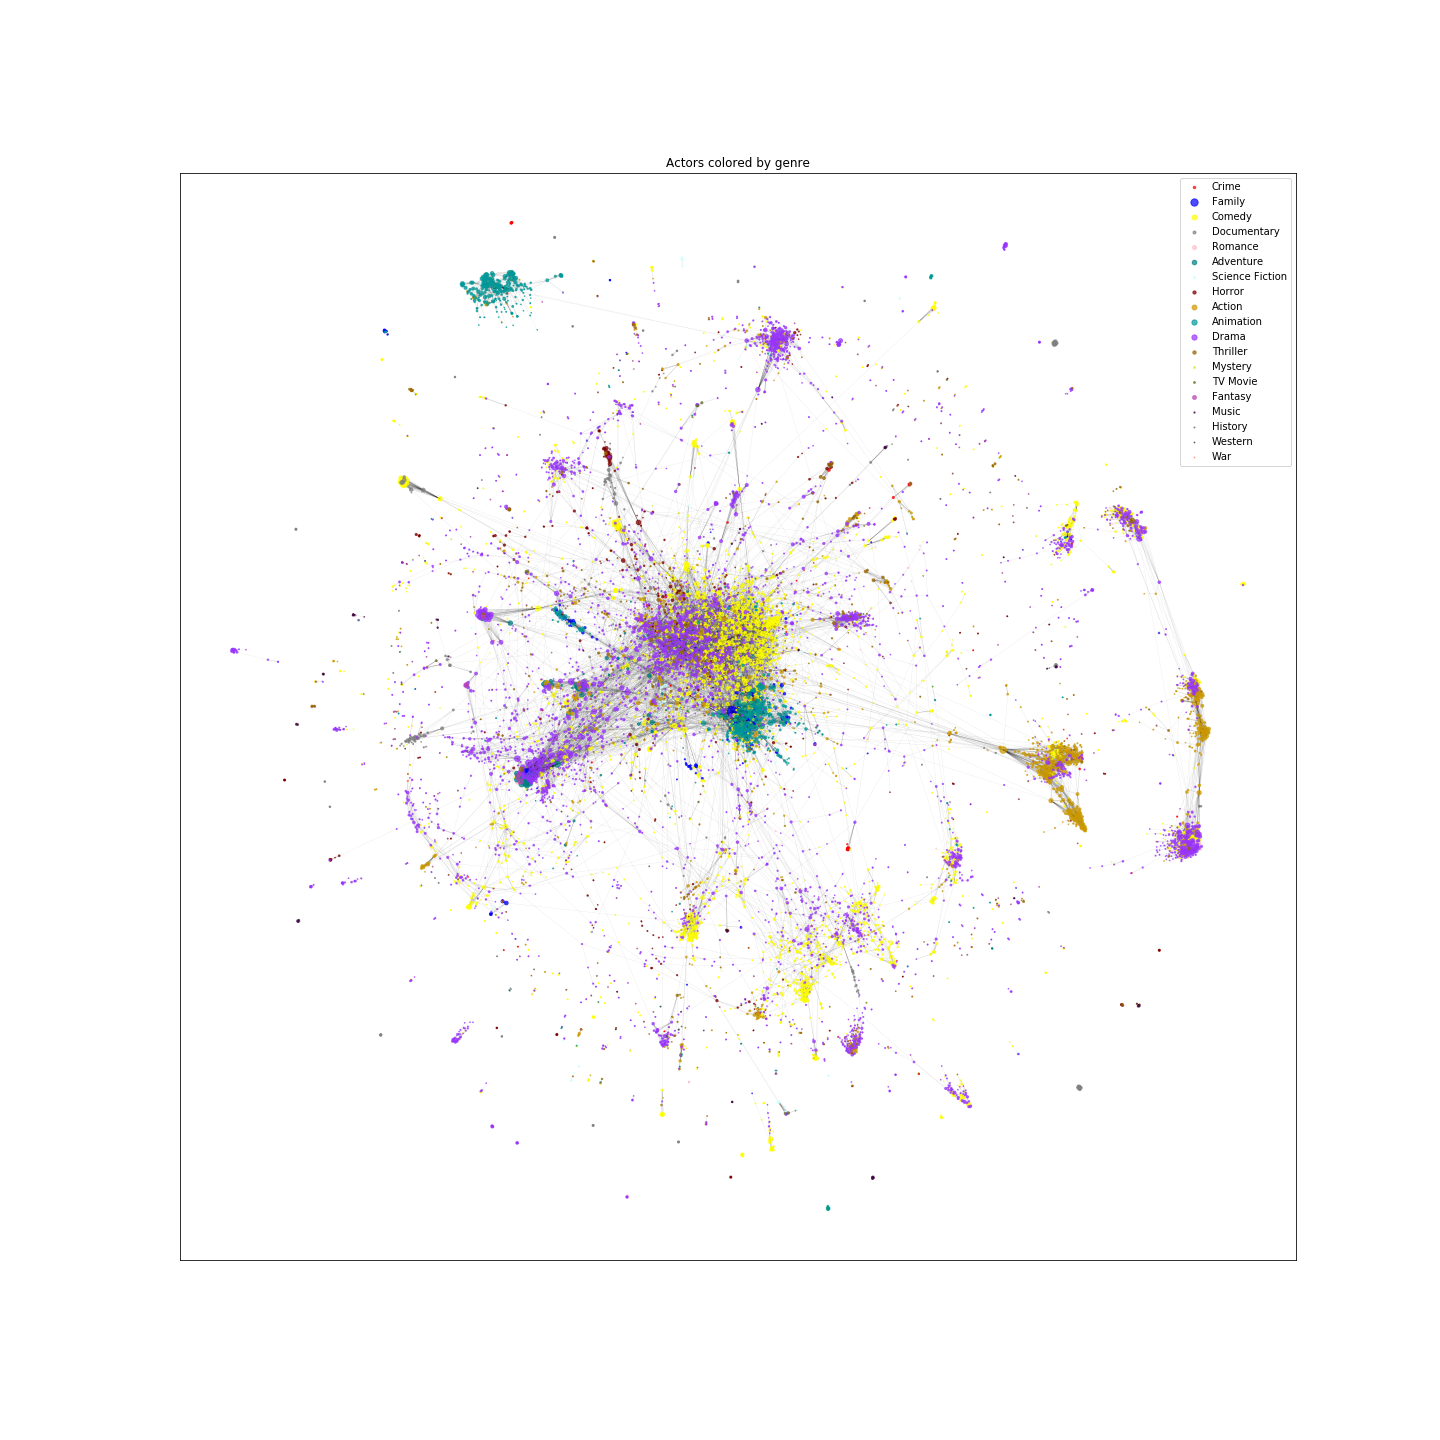 Actors colored by genre
Crime
Family
Comedy
Documentary
Romance
Adventure
Science Fiction
Horror
Action
Animation
Drama
Thriller
Mystery
TV Movie
Fantasy
Music
History
Western
War